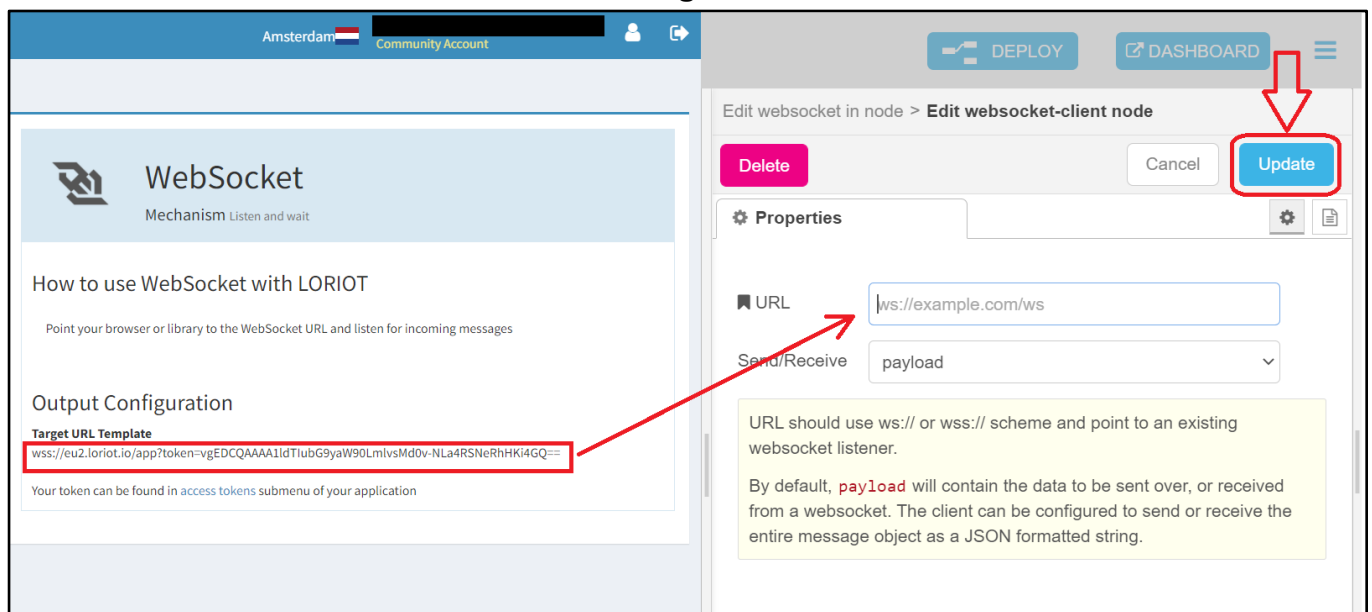 Amsterdam
Community Account
WebSocket
Mechanism Listen and wait
How to use WebSocket with LORIOT
Point your browser or library to the WebSocket URL and listen for incoming messages
Output Configuration
Target URL Template
wss://eu2.loriot.io/app?token=vgEDCQAAAA1ldTIubG9yaW90LmlvsMd0v-NLa4RSNeRhHKi4GQ==
Your token can be found in access tokens submenu of your application
DEPLOY
DASHBOARD
Edit websocket in node > Edit websocket-client node
Delete
Cancel
Update
Properties
URL
ws://example.com/ws
Send/Receive
payload
URL should use ws:// or wss:// scheme and point to an existing
websocket listener.
By default, payload will contain the data to be sent over, or received
from a websocket. The client can be configured to send or receive the
entire message object as a JSON formatted string.